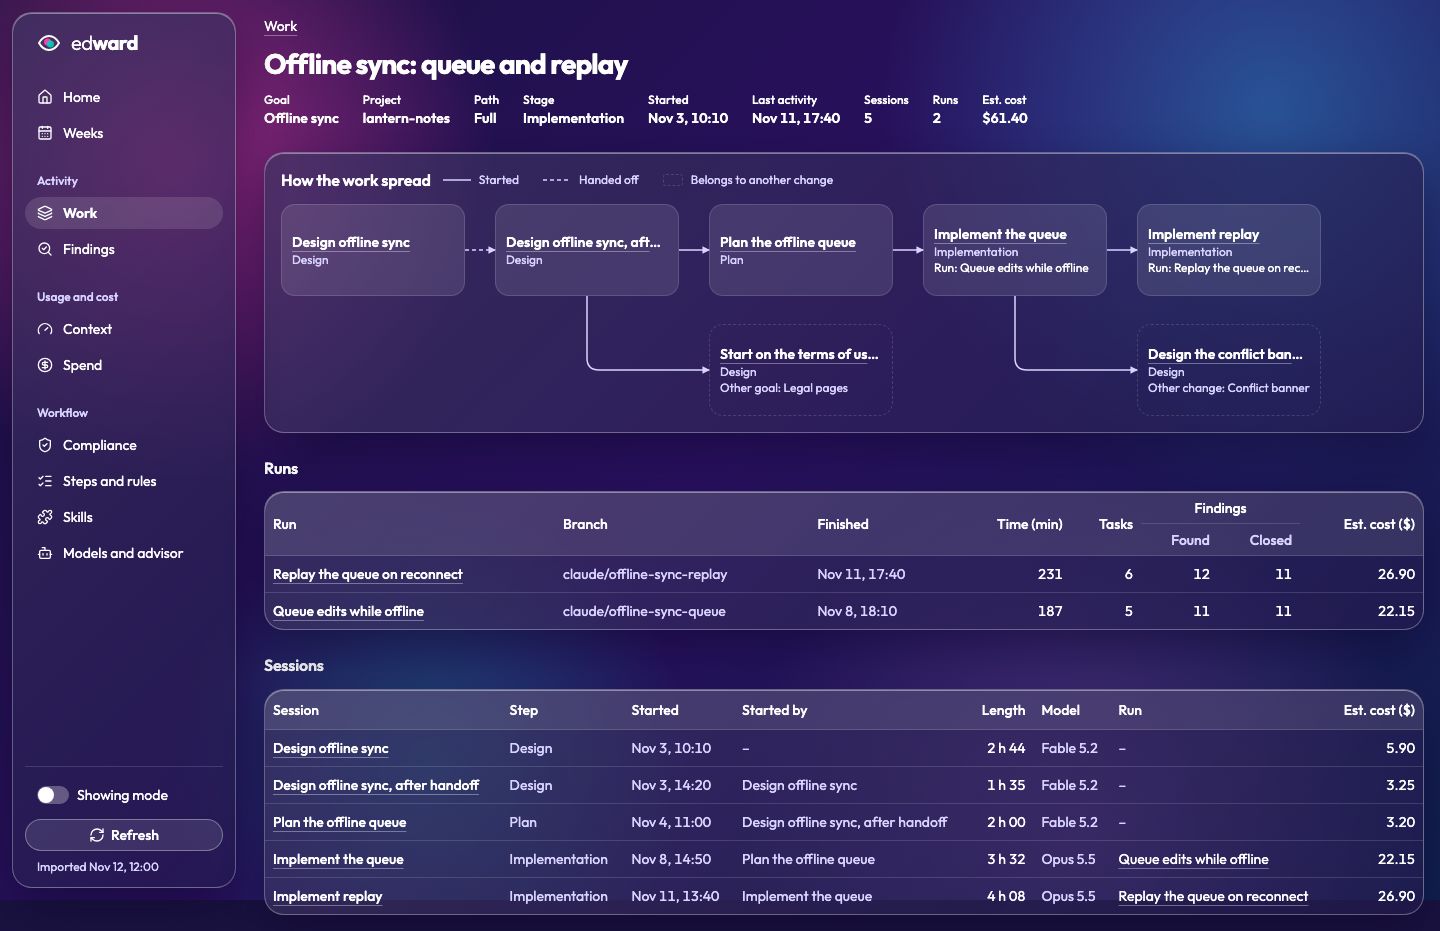 edward
Home
Weeks
Activity
Work
Findings
Usage and cost
Context
Spend
Workflow
Compliance
Steps and rules
Skills
Models and advisor
Showing mode
Refresh
Imported Nov 12, 12:00
Work
Offline sync: queue and replay
Goal Project Path Stage Started Last activity Sessions Runs Est. cost
Offline sync lantern-notes Full Implementation Nov 3, 10:10 Nov 11, 17:40 5 2 $61.40
How the work spread Started Handed off Belongs to another change
Design offline sync
Design
Design offline sync, aft...
Design
Plan the offline queue
Plan
Implement the queue
Implementation
Run: Queue edits while offline
Implement replay
Implementation
Run: Replay the queue on rec...
Start on the terms of us...
Design
Other goal: Legal pages
Design the conflict ban...
Design
Other change: Conflict banner
Runs
Run Branch Finished Time (min) Tasks Findings Est. cost ($)
Found Closed
Replay the queue on reconnect claude/offline-sync-replay Nov 11, 17:40 231 6 12 11 26.90
Queue edits while offline claude/offline-sync-queue Nov 8, 18:10 187 5 11 11 22.15
Sessions
Session Step Started Started by Length Model Run Est. cost ($)
Design offline sync Design Nov 3, 10:10 – 2 h 44 Fable 5.2 – 5.90
Design offline sync, after handoff Design Nov 3, 14:20 Design offline sync 1 h 35 Fable 5.2 – 3.25
Plan the offline queue Plan Nov 4, 11:00 Design offline sync, after handoff 2 h 00 Fable 5.2 – 3.20
Implement the queue Implementation Nov 8, 14:50 Plan the offline queue 3 h 32 Opus 5.5 Queue edits while offline 22.15
Implement replay Implementation Nov 11, 13:40 Implement the queue 4 h 08 Opus 5.5 Replay the queue on reconnect 26.90